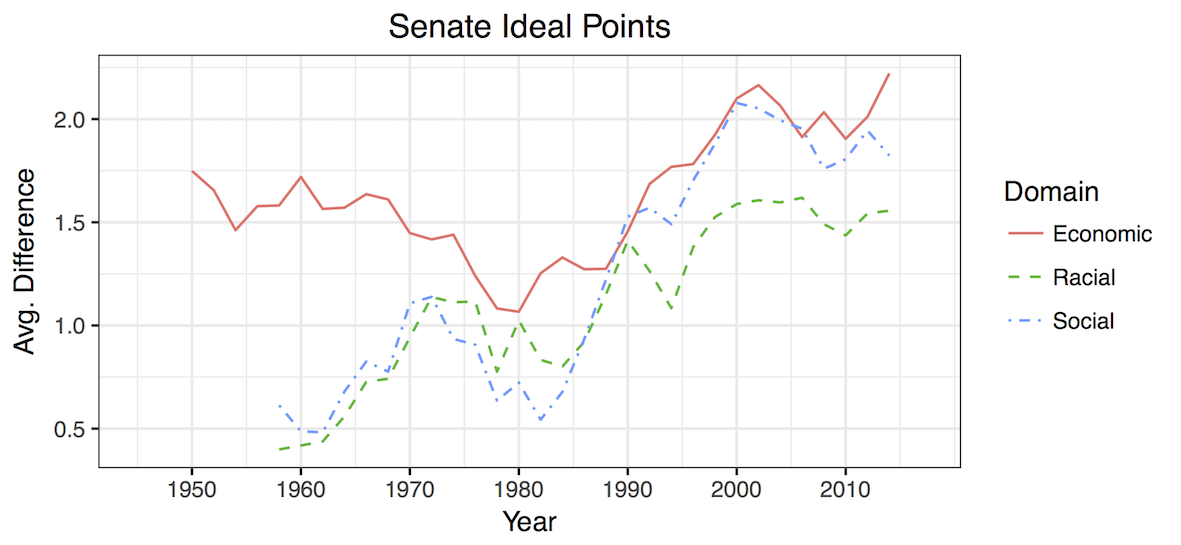 Senate Ideal Points
Avg. Difference
2.0
1.5
1.0
0.5
1950 1960 1970 1980 1990 2000 2010
Year
Domain
Economic
Racial
Social